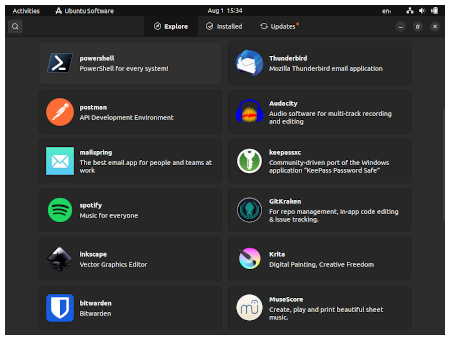 Activities Ubuntu Software Aug 1 15:34 en
Explore Installed Updates
powershell
PowerShell for every system!
Thunderbird
Mozilla Thunderbird email application
postman
API Development Environment
Audacity
Audio software for multi-track recording
and editing
mailspring
The best email app for people and teams at
work
keepassxc
Community-driven port of the Windows
application "KeePass Password Safe"
spotify
Music for everyone
GitKraken
For repo management, in-app code editing
& issue tracking.
Inkscape
Vector Graphics Editor
Krita
Digital Painting, Creative Freedom
bitwarden
Bitwarden
MuseScore
Create, play and print beautiful sheet
music.